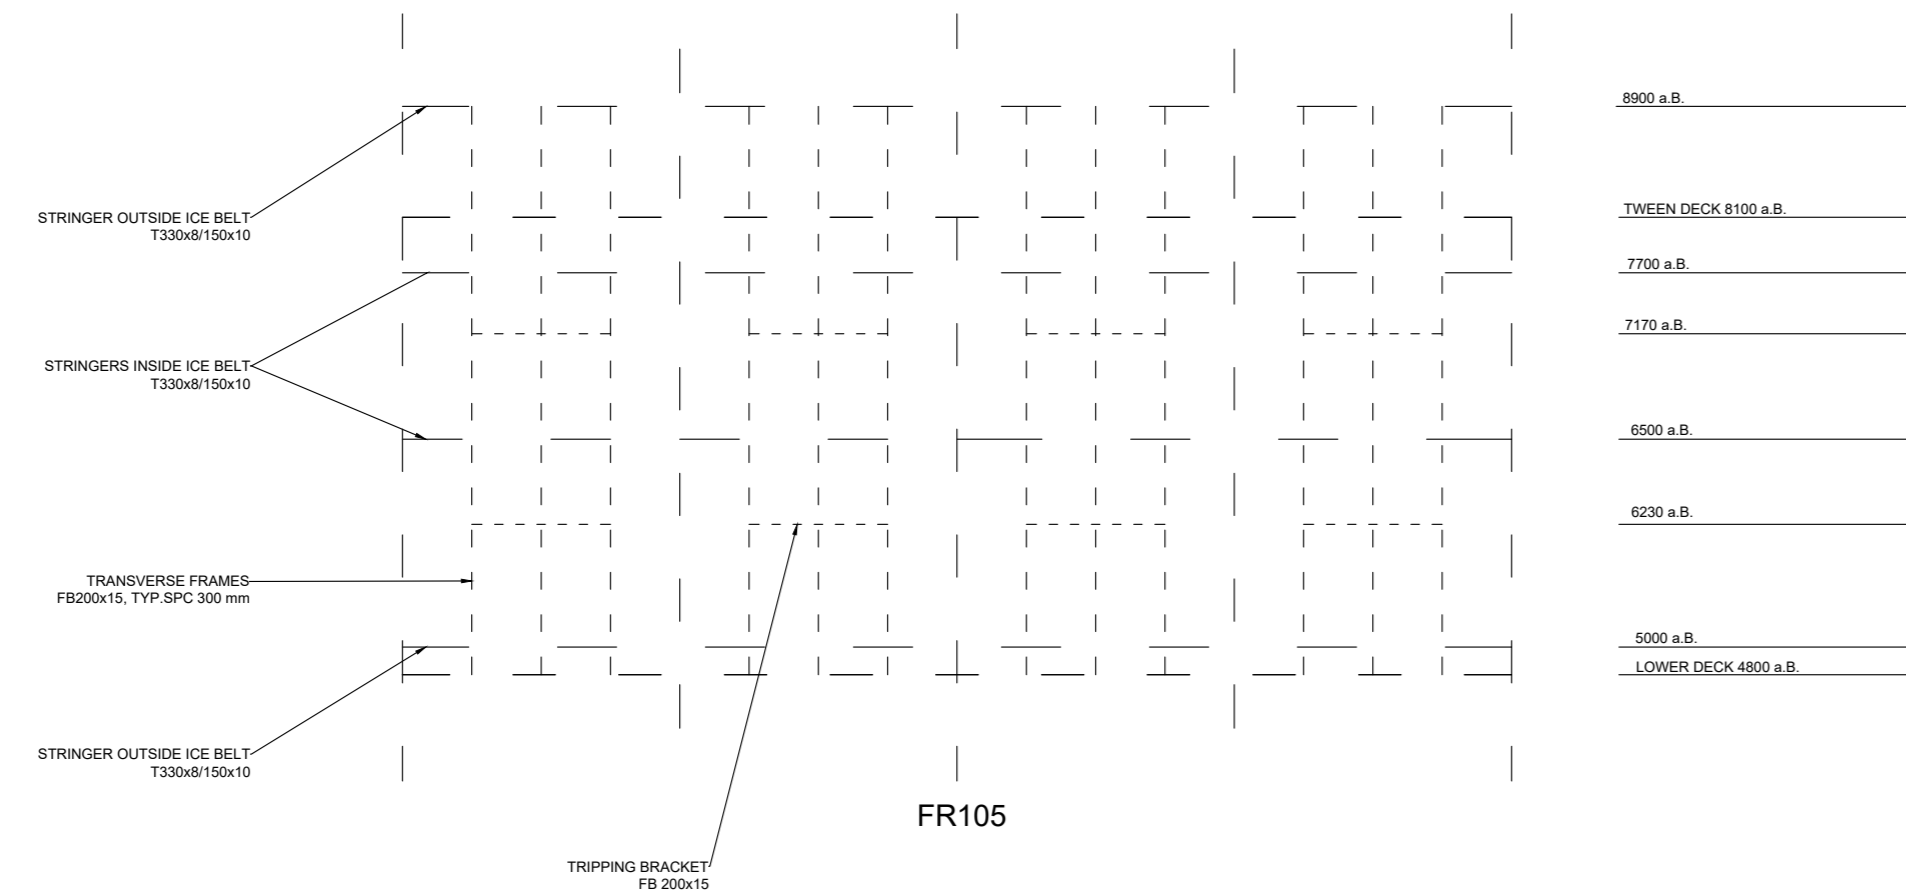 8900 a.B.
STRINGER OUTSIDE ICE BELT
T330x8/150x10
TWEEN DECK 8100 a.B.
7700 a.B.
7170 a.B.
STRINGERS INSIDE ICE BELT
T330x8/150x10
6500 a.B.
6230 a.B.
TRANSVERSE FRAMES
FB200x15, TYP.SPC 300 mm
5000 a.B.
LOWER DECK 4800 a.B.
STRINGER OUTSIDE ICE BELT
T330x8/150x10
FR105
TRIPPING BRACKET
FB 200x15